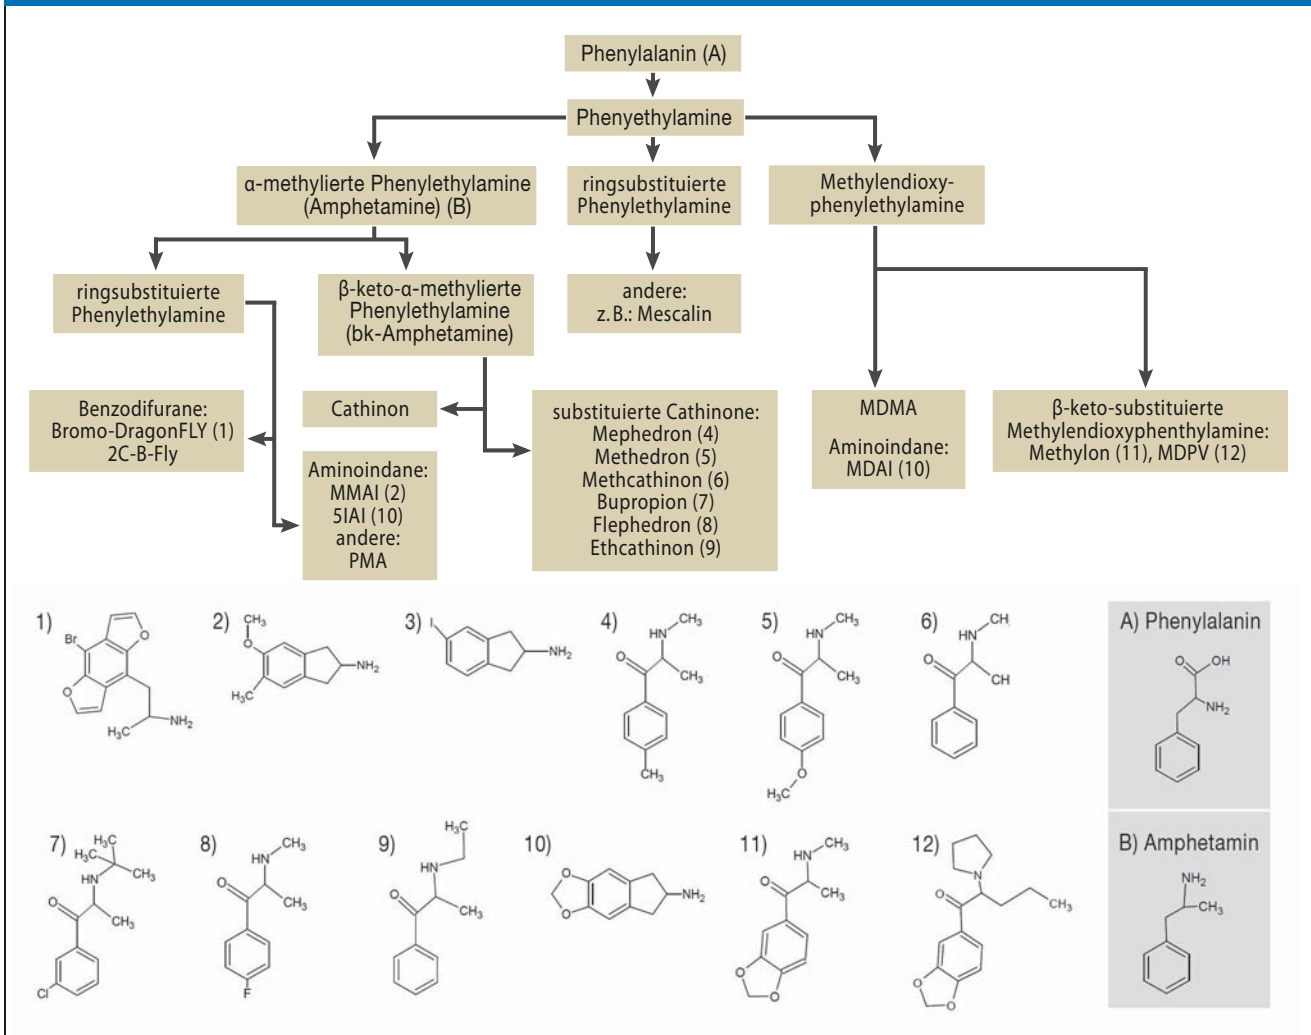 Phenylalanin (A)
Phenyethylamine
α-methylierte Phenylethylamine
(Amphetamine) (B)
ringsubstituierte
Phenylethylamine
Methylendioxy-
phenylethylamine
ringsubstituierte
Phenylethylamine
β-keto-α-methylierte
Phenylethylamine
(bk-Amphetamine)
andere:
z. B.: Mescalin
Benzodifurane:
Bromo-DragonFLY (1)
2C-B-Fly
Cathinon
Aminoindane:
MMAI (2)
5IAI (10)
andere:
PMA
substituierte Cathinone:
Mephedron (4)
Methedron (5)
Methcathinon (6)
Bupropion (7)
Flephedron (8)
Ethcathinon (9)
MDMA
Aminoindane:
MDAI (10)
β-keto-substituierte
Methylendioxyphenthylamine:
Methylon (11), MDPV (12)
1)
Br
O
O
H₃C
NH₂
2)
CH₃
O
H₃C
NH₂
3)
I
NH₂
4)
HN
CH₃
O
CH₃
CH₃
5)
HN
CH₃
O
CH₃
O
H₃C
6)
HN
CH
O
CH
A) Phenylalanin
O
OH
NH₂
7)
H₃C
H₃C
CH₃
HN
O
CH₃
Cl
8)
CH₃
HN
O
CH₃
F
9)
H₃C
HN
O
CH₃
10)
O
O
NH₂
11)
HN
CH₃
O
CH₃
O
O
12)
N
O
CH₃
O
O
B) Amphetamin
NH₂
CH₃